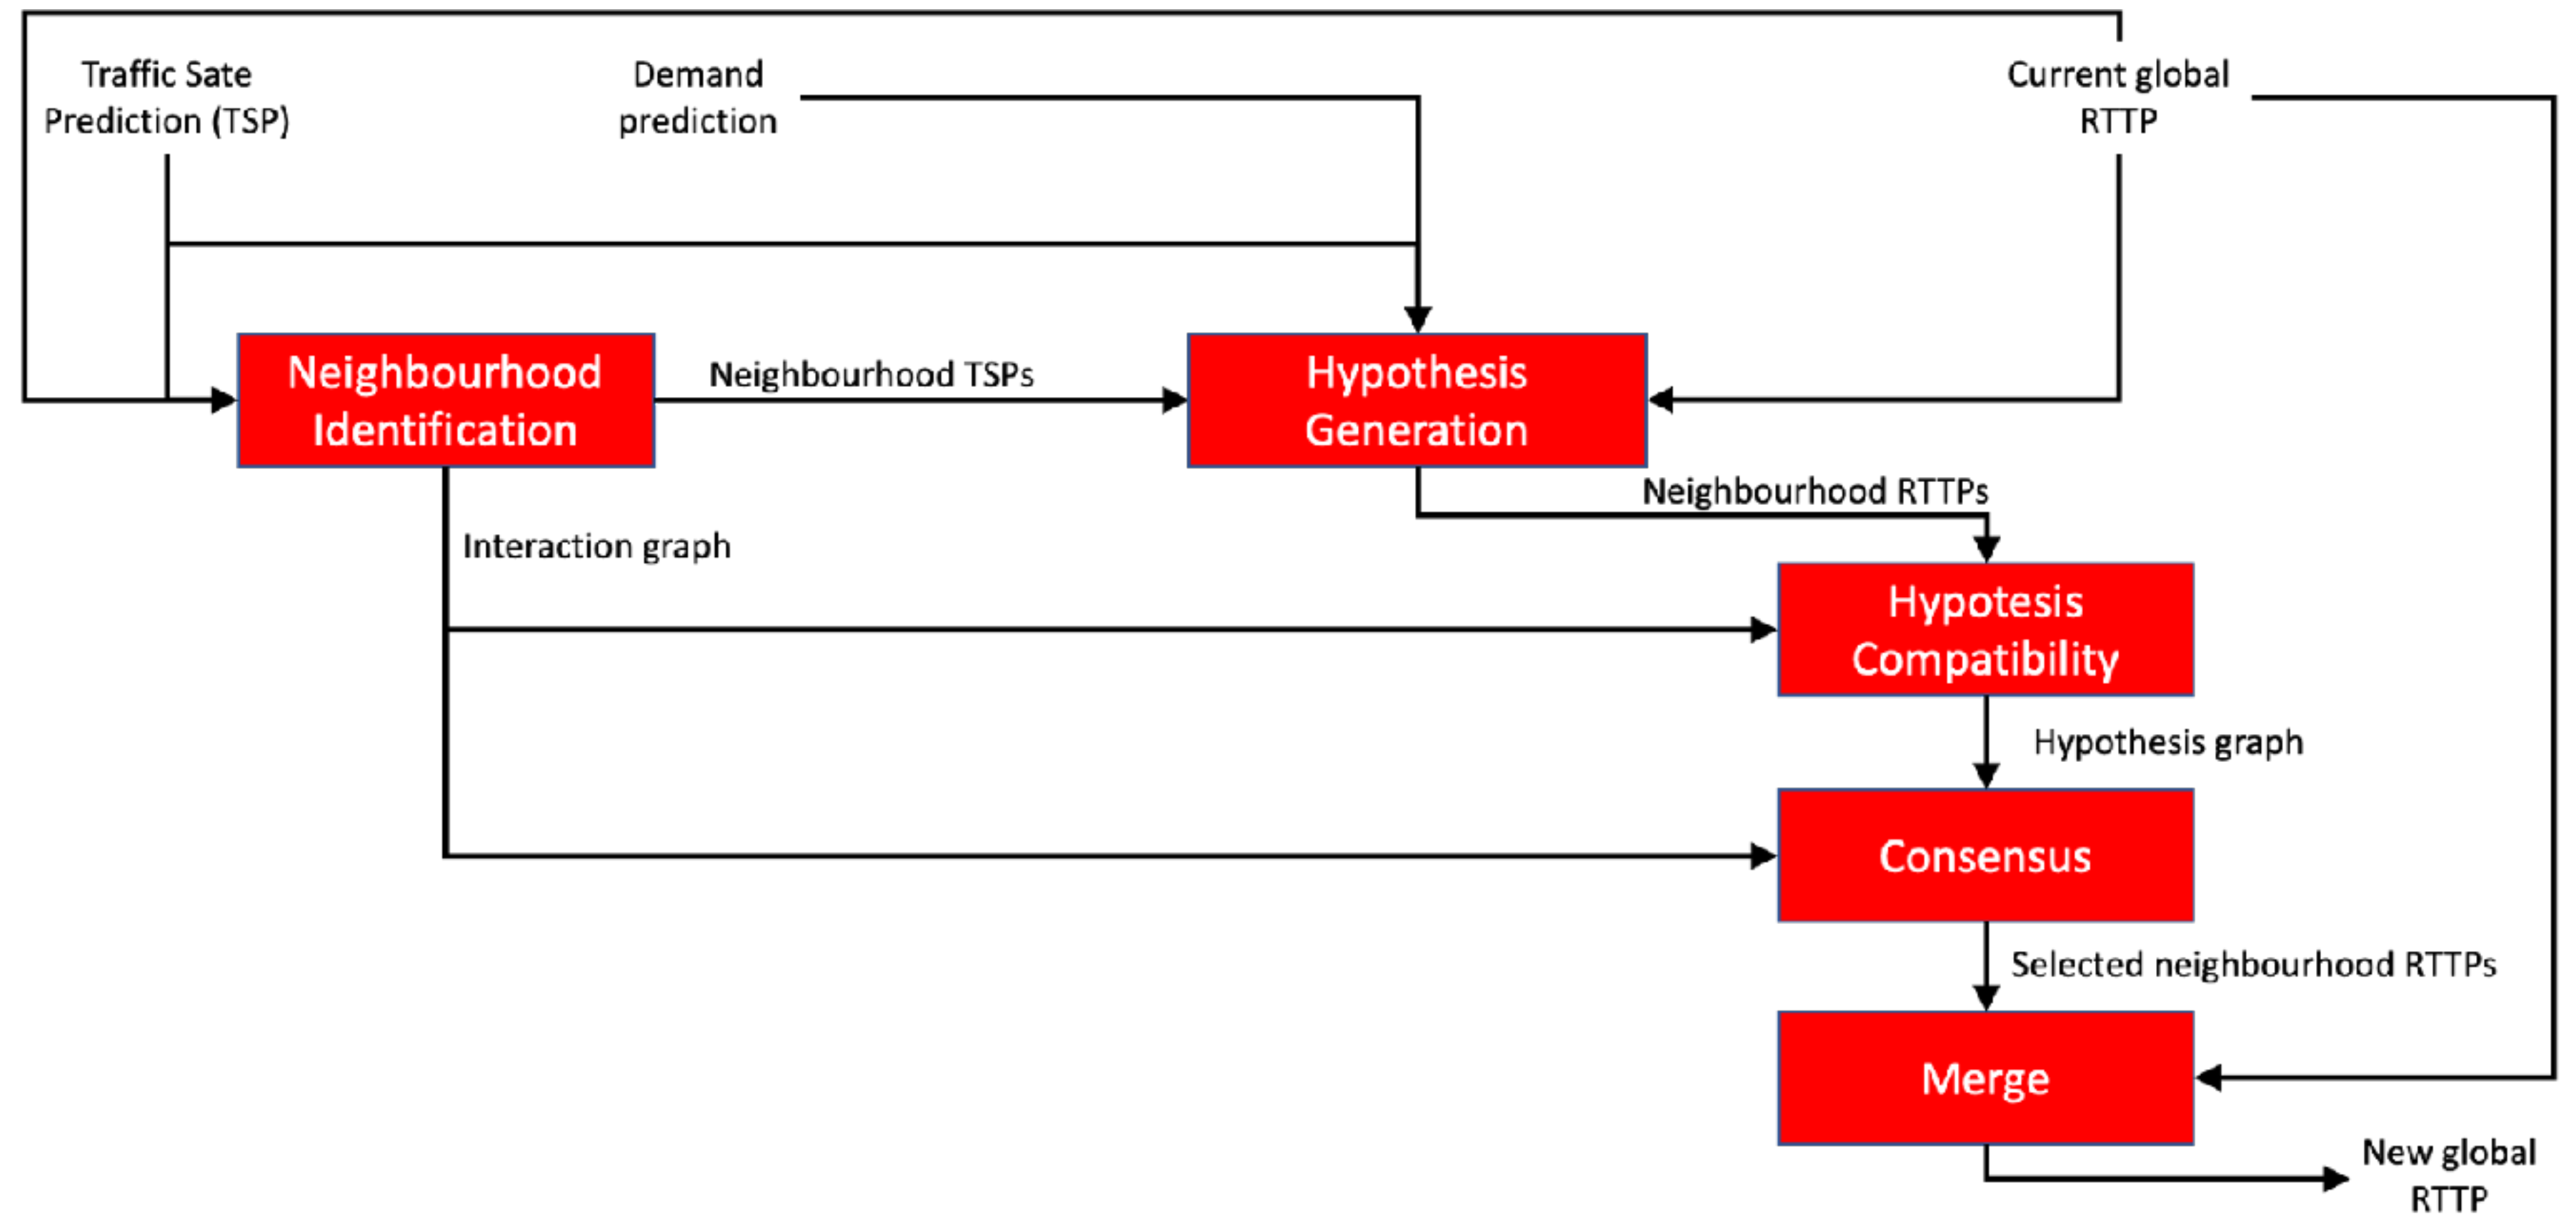 Traffic Sate
Prediction (TSP)
Demand
prediction
Current global
RTTP
Neighbourhood
Identification
Neighbourhood TSPs
Hypothesis
Generation
Neighbourhood RTTPs
Interaction graph
Hypotesis
Compatibility
Hypothesis graph
Consensus
Selected neighbourhood RTTPs
Merge
New global
RTTP